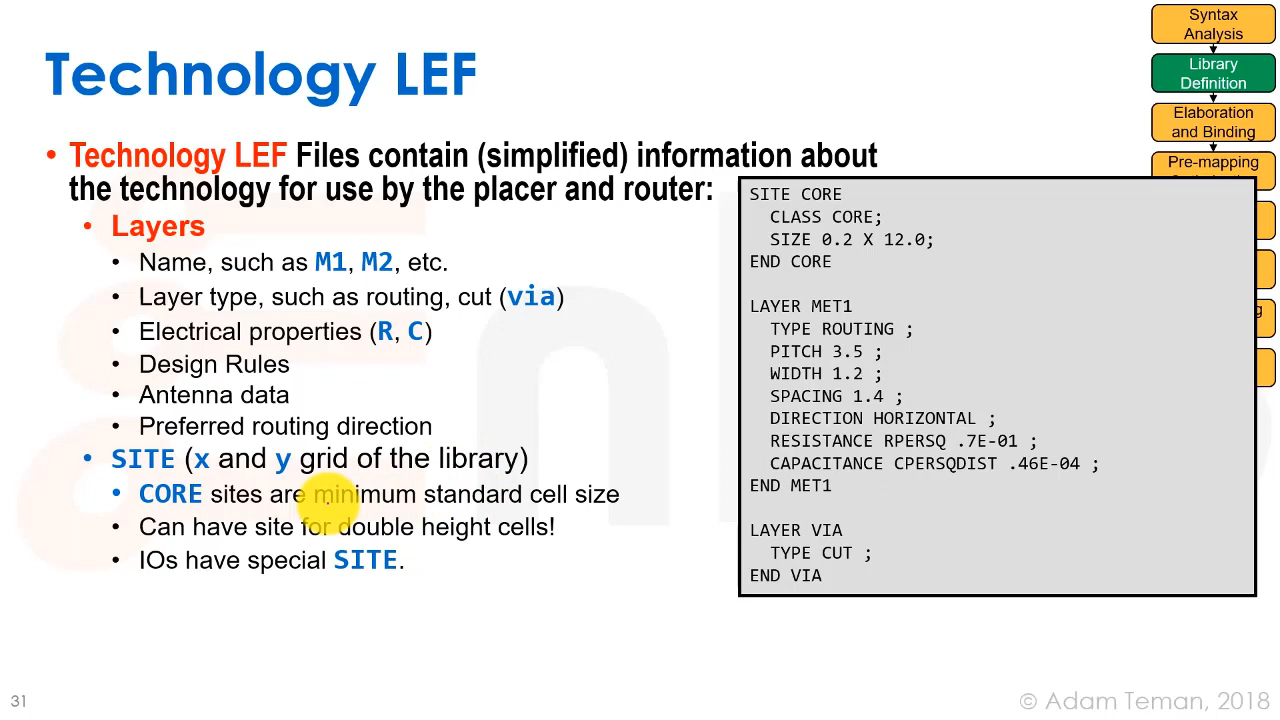 Technology LEF
• Technology LEF Files contain (simplified) information about
the technology for use by the placer and router:
• Layers
• Name, such as M1, M2, etc.
• Layer type, such as routing, cut (via)
• Electrical properties (R, C)
• Design Rules
• Antenna data
• Preferred routing direction
• SITE (x and y grid of the library)
• CORE sites are minimum standard cell size
• Can have site for double height cells!
• IOs have special SITE.
SITE CORE
CLASS CORE;
SIZE 0.2 X 12.0;
END CORE
LAYER MET1
TYPE ROUTING ;
PITCH 3.5 ;
WIDTH 1.2 ;
SPACING 1.4 ;
DIRECTION HORIZONTAL ;
RESISTANCE RPERSQ .7E-01 ;
CAPACITANCE CPERSQDIST .46E-04 ;
END MET1
LAYER VIA
TYPE CUT ;
END VIA
Syntax
Analysis
Library
Definition
Elaboration
and Binding
Pre-mapping
31
© Adam Teman, 2018